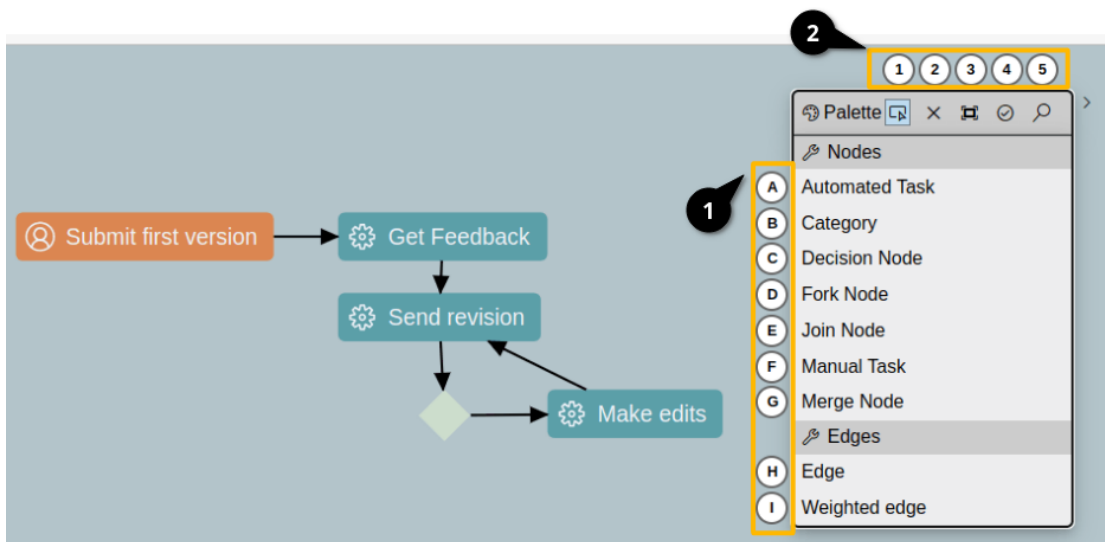 2
1 2 3 4 5
Palette
Nodes
1
A Automated Task
B Category
C Decision Node
D Fork Node
E Join Node
F Manual Task
G Merge Node
Edges
H Edge
I Weighted edge
Submit first version
Get Feedback
Send revision
Make edits